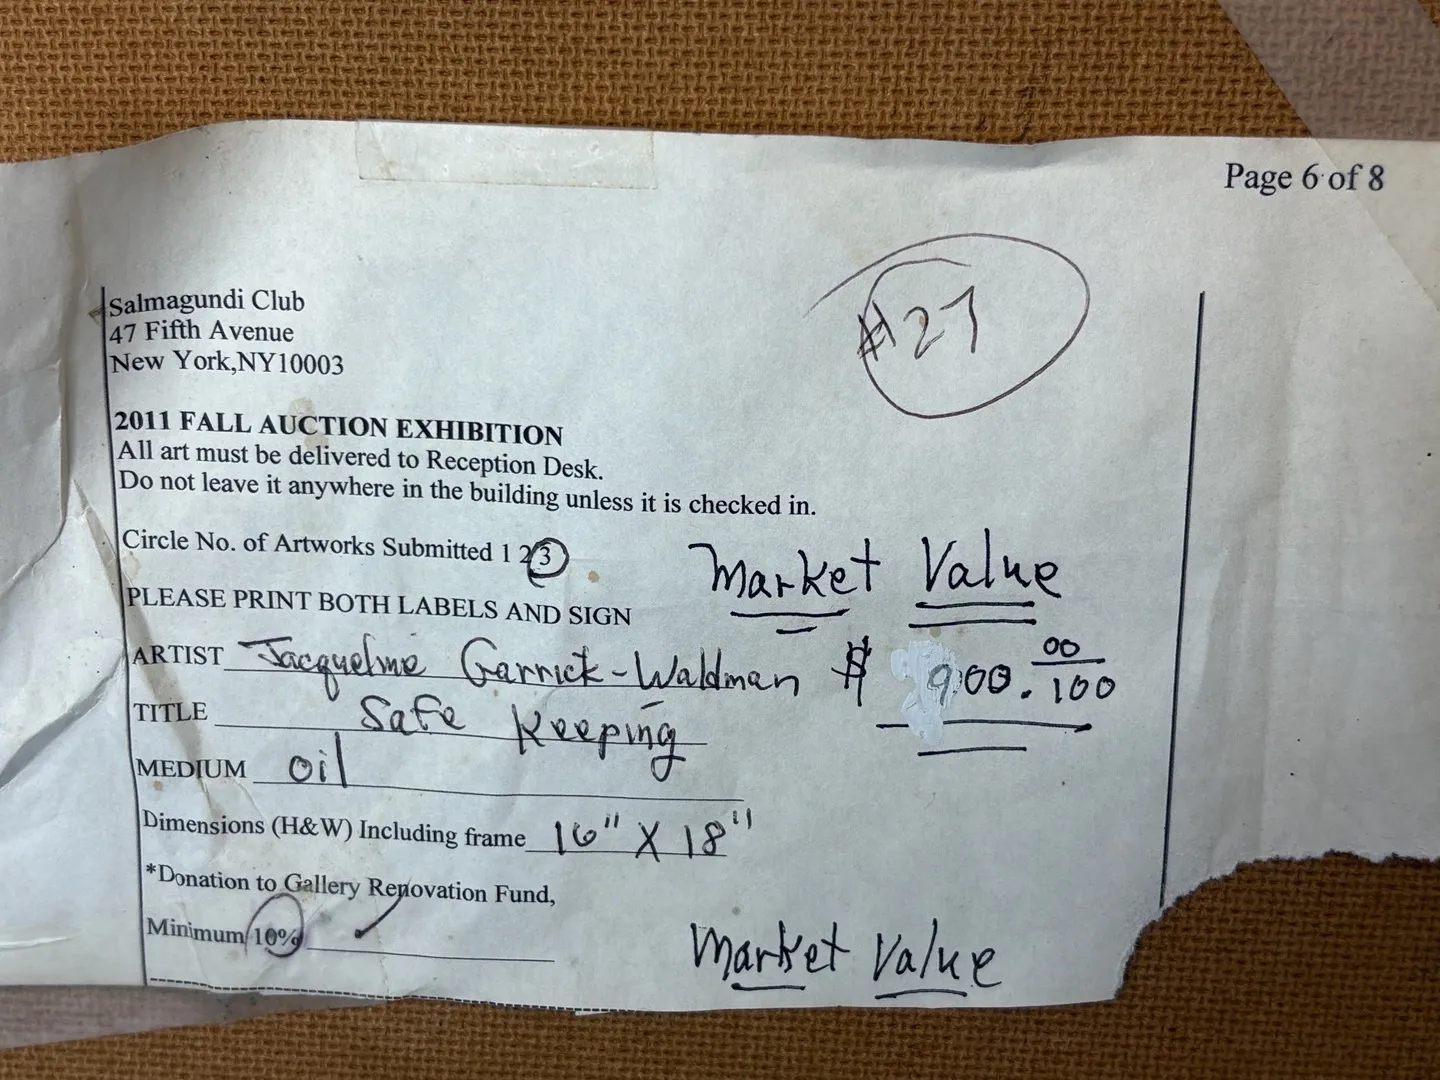 Page 6 of 8
#27
Salmagundi Club
47 Fifth Avenue
New York,NY10003
2011 FALL AUCTION EXHIBITION
All art must be delivered to Reception Desk.
Do not leave it anywhere in the building unless it is checked in.
Circle No. of Artworks Submitted 1 2 3
Market Value
PLEASE PRINT BOTH LABELS AND SIGN
ARTIST Jacqueline Garrick-Waldman $ 900.00/100
TITLE Safe Keeping
MEDIUM oil
Dimensions (H&W) Including frame 16" X 18"
*Donation to Gallery Renovation Fund,
Minimum 10%
Market Value